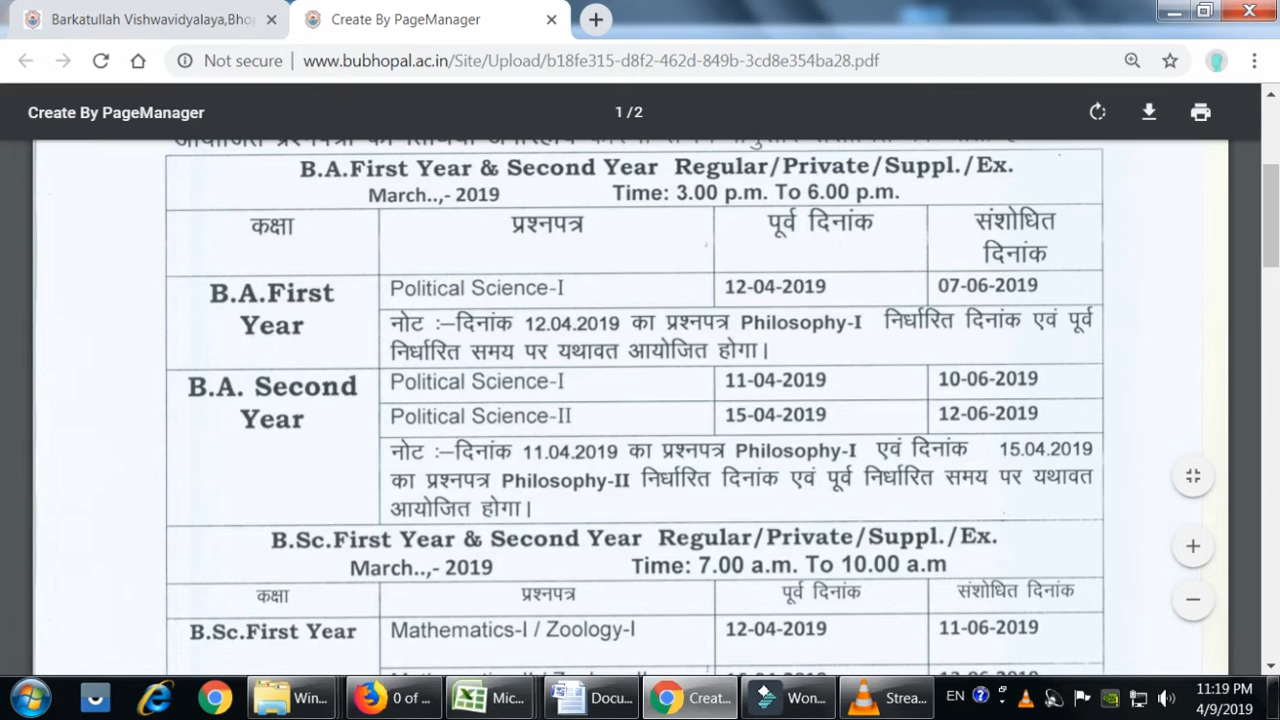 Barkatullah Vishwavidyalaya,Bhop
Create By PageManager
Not secure | www.bubhopal.ac.in/Site/Upload/b18fe315-d8f2-462d-849b-3cd8e354ba28.pdf
Create By PageManager
1 / 2
B.A.First Year & Second Year Regular/Private/Suppl./Ex.
March..,- 2019 Time: 3.00 p.m. To 6.00 p.m.
कक्षा प्रश्नपत्र पूर्व दिनांक संशोधित दिनांक
B.A.First Year
Political Science-I 12-04-2019 07-06-2019
नोट :–दिनांक 12.04.2019 का प्रश्नपत्र Philosophy-I निर्धारित दिनांक एवं पूर्व
निर्धारित समय पर यथावत आयोजित होगा।
B.A. Second Year
Political Science-I 11-04-2019 10-06-2019
Political Science-II 15-04-2019 12-06-2019
नोट :–दिनांक 11.04.2019 का प्रश्नपत्र Philosophy-I एवं दिनांक 15.04.2019
का प्रश्नपत्र Philosophy-II निर्धारित दिनांक एवं पूर्व निर्धारित समय पर यथावत
आयोजित होगा।
B.Sc.First Year & Second Year Regular/Private/Suppl./Ex.
March..,- 2019 Time: 7.00 a.m. To 10.00 a.m
कक्षा प्रश्नपत्र पूर्व दिनांक संशोधित दिनांक
B.Sc.First Year Mathematics-I / Zoology-I 12-04-2019 11-06-2019
Win... 0 of ... Mic... Docu... Creat... Won... Strea... EN 11:19 PM
4/9/2019